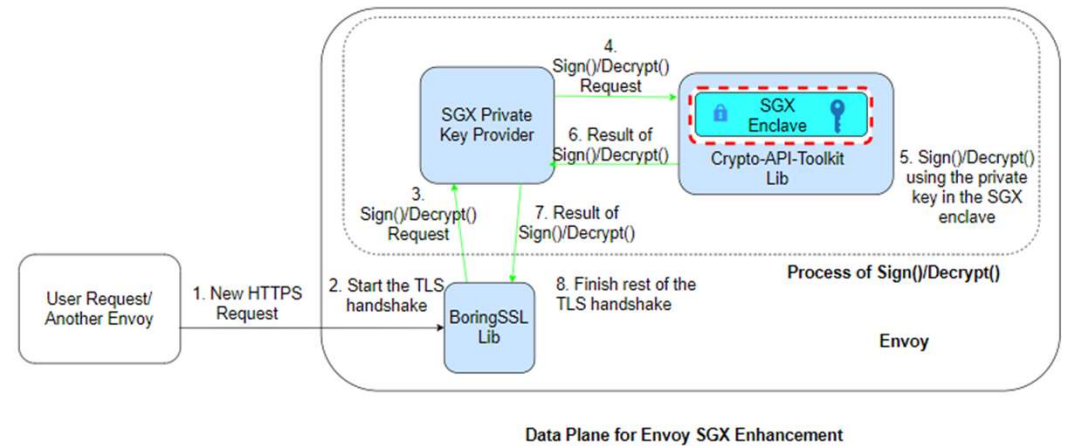 4.
Sign()/Decrypt()
Request
SGX Private
Key Provider
SGX
Enclave
6. Result of
Sign()/Decrypt()
Crypto-API-Toolkit
Lib
5. Sign()/Decrypt()
using the private
key in the SGX
enclave
3.
Sign()/Decrypt()
Request
7. Result of
Sign()/Decrypt()
Process of Sign()/Decrypt()
User Request/
Another Envoy
1. New HTTPS
Request
2. Start the TLS
handshake
BoringSSL
Lib
8. Finish rest of the
TLS handshake
Envoy
Data Plane for Envoy SGX Enhancement